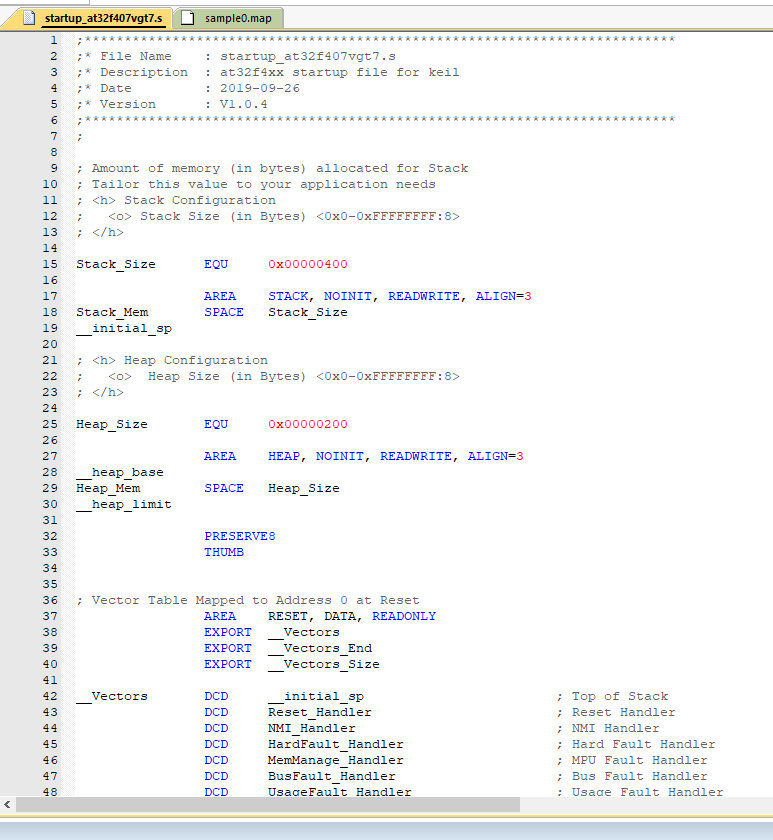 startup_at32f407vgt7.s sample0.map
1 ;**************************************************************************
2 ;* File Name    : startup_at32f407vgt7.s
3 ;* Description  : at32f4xx startup file for keil
4 ;* Date         : 2019-09-26
5 ;* Version      : V1.0.4
6 ;**************************************************************************
7 ;
8
9 ; Amount of memory (in bytes) allocated for Stack
10 ; Tailor this value to your application needs
11 ; <h> Stack Configuration
12 ;   <o> Stack Size (in Bytes) <0x0-0xFFFFFFFF:8>
13 ; </h>
14
15 Stack_Size      EQU     0x00000400
16
17                 AREA    STACK, NOINIT, READWRITE, ALIGN=3
18 Stack_Mem       SPACE   Stack_Size
19 __initial_sp
20
21 ; <h> Heap Configuration
22 ;   <o>  Heap Size (in Bytes) <0x0-0xFFFFFFFF:8>
23 ; </h>
24
25 Heap_Size       EQU     0x00000200
26
27                 AREA    HEAP, NOINIT, READWRITE, ALIGN=3
28 __heap_base
29 Heap_Mem        SPACE   Heap_Size
30 __heap_limit
31
32                 PRESERVE8
33                 THUMB
34
35
36 ; Vector Table Mapped to Address 0 at Reset
37                 AREA    RESET, DATA, READONLY
38                 EXPORT  __Vectors
39                 EXPORT  __Vectors_End
40                 EXPORT  __Vectors_Size
41
42 __Vectors       DCD     __initial_sp                        ; Top of Stack
43                 DCD     Reset_Handler                       ; Reset Handler
44                 DCD     NMI_Handler                         ; NMI Handler
45                 DCD     HardFault_Handler                   ; Hard Fault Handler
46                 DCD     MemManage_Handler                   ; MPU Fault Handler
47                 DCD     BusFault_Handler                    ; Bus Fault Handler
48                 DCD     UsageFault_Handler                  ; Usage Fault Handler